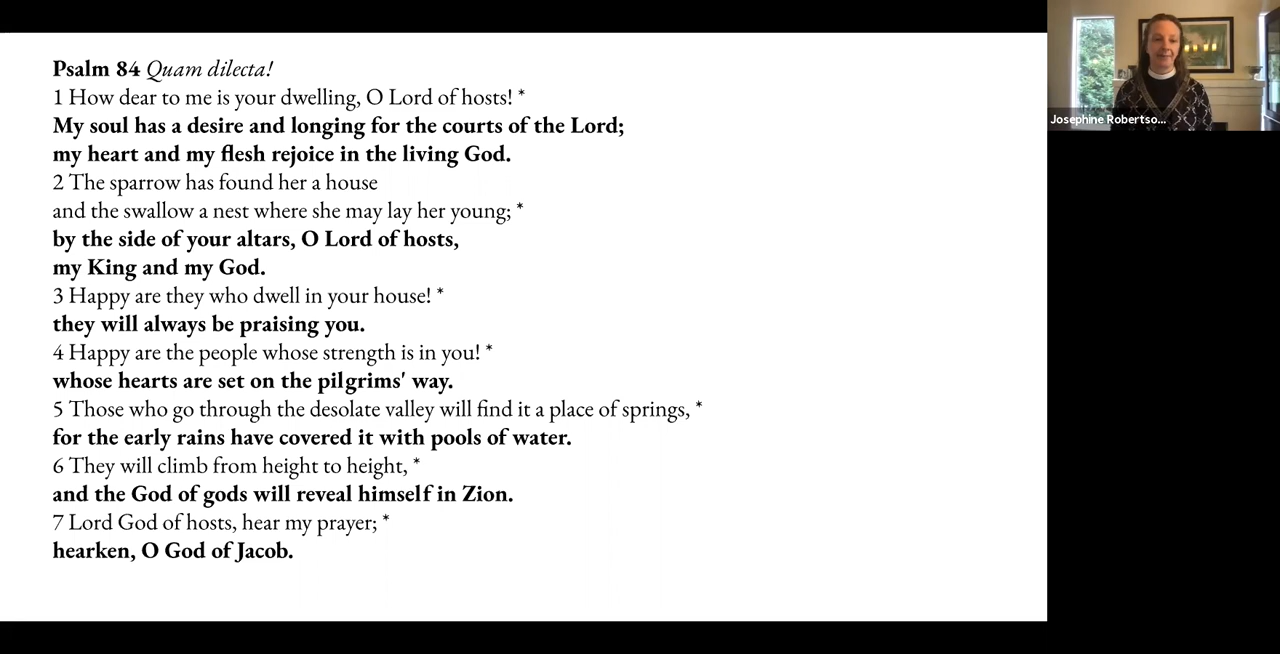 Psalm 84 Quam dilecta!
1 How dear to me is your dwelling, O Lord of hosts! *
My soul has a desire and longing for the courts of the Lord;
my heart and my flesh rejoice in the living God.
2 The sparrow has found her a house
and the swallow a nest where she may lay her young; *
by the side of your altars, O Lord of hosts,
my King and my God.
3 Happy are they who dwell in your house! *
they will always be praising you.
4 Happy are the people whose strength is in you! *
whose hearts are set on the pilgrims' way.
5 Those who go through the desolate valley will find it a place of springs, *
for the early rains have covered it with pools of water.
6 They will climb from height to height, *
and the God of gods will reveal himself in Zion.
7 Lord God of hosts, hear my prayer; *
hearken, O God of Jacob.
Josephine Robertso...